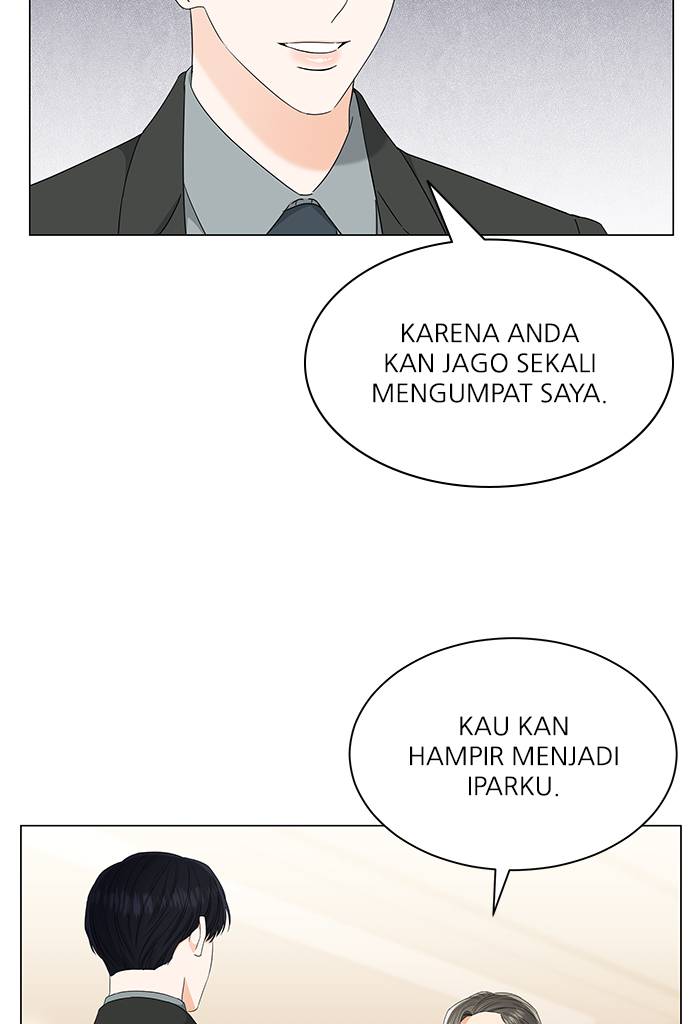 KARENA ANDA
KAN JAGO SEKALI
MENGUMPAT SAYA.
KAU KAN
HAMPIR MENJADI
IPARKU.